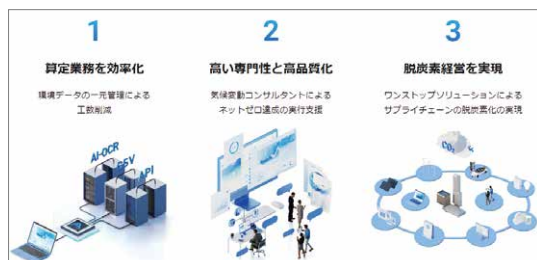 1
算定業務を効率化
環境データの一元管理による
工数削減
AI-OCR
CSV
API
2
高い専門性と高品質化
気候変動コンサルタントによる
ネットゼロ達成の実行支援
3
脱炭素経営を実現
ワンストップソリューションによる
サプライチェーンの脱炭素化の実現
CO₂